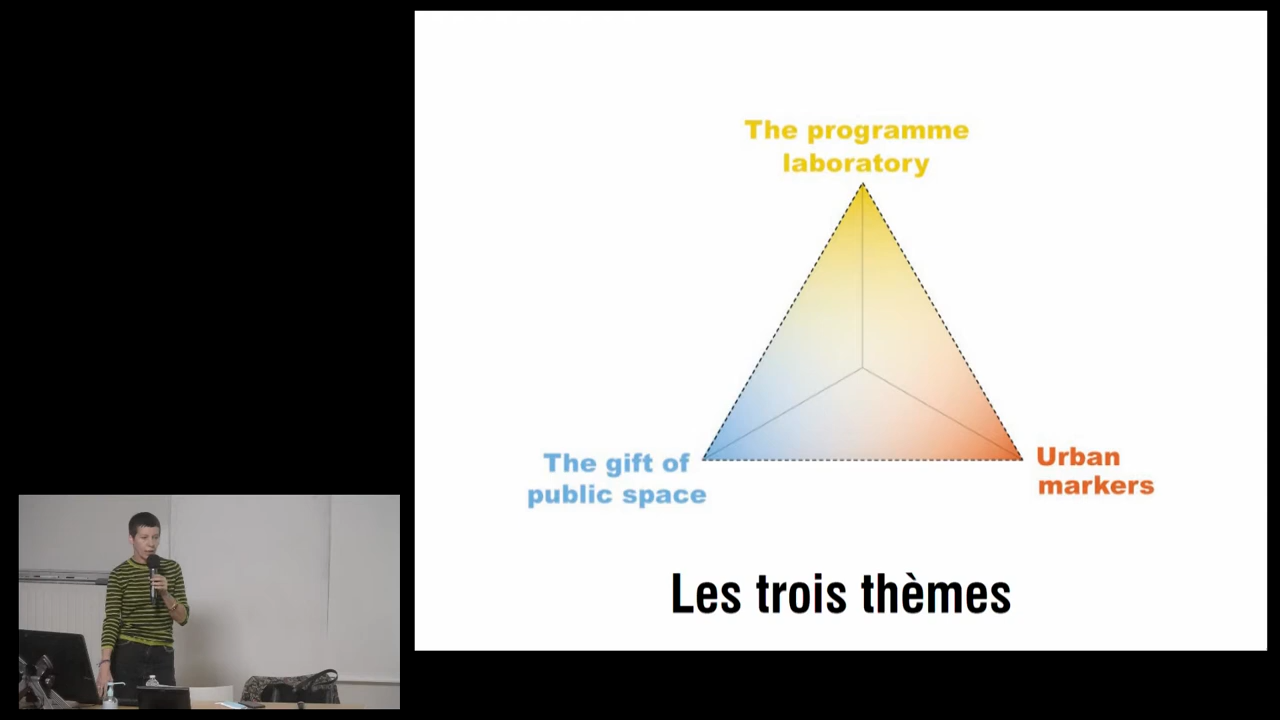 The programme
laboratory
The gift of
public space
Urban
markers
Les trois thèmes